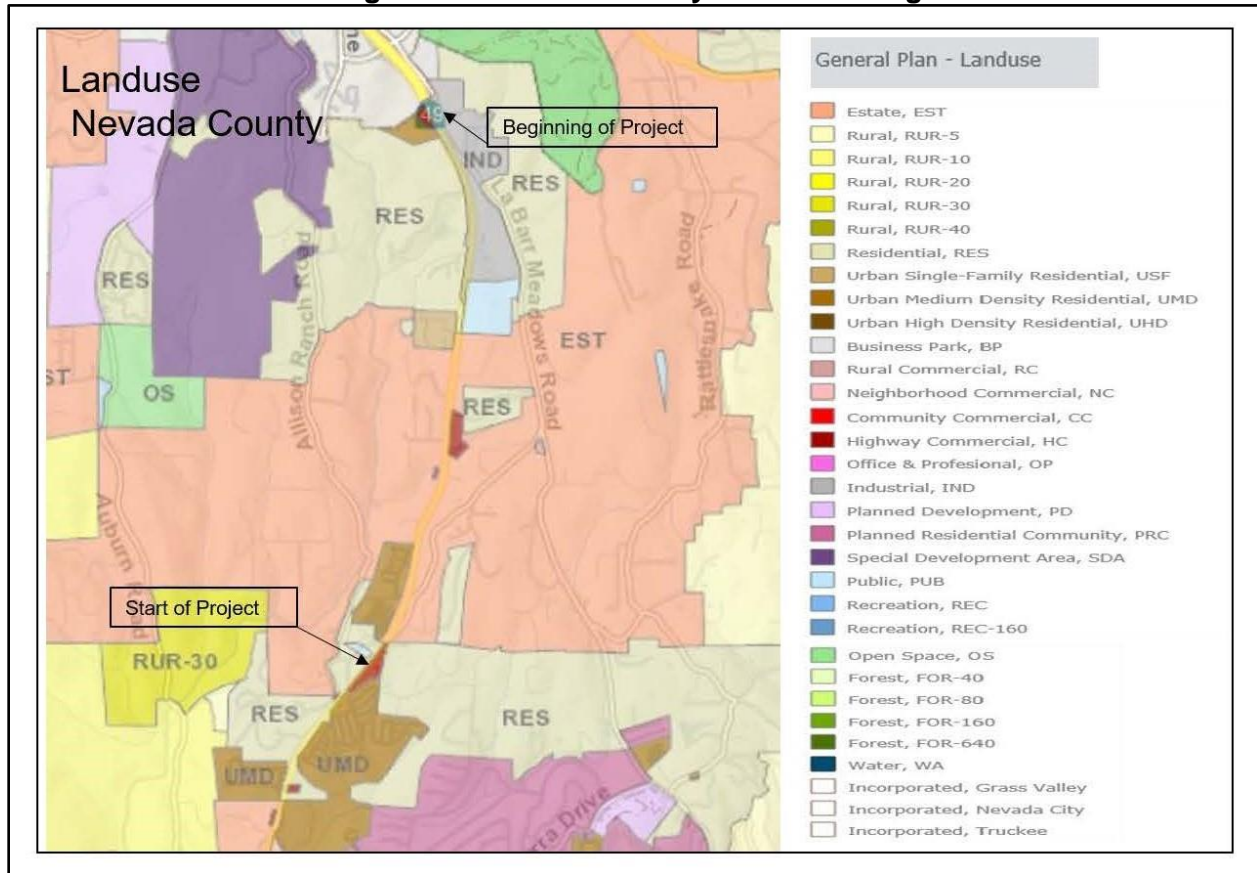 Landuse
Nevada County
49
Beginning of Project
IND
RES
RES
La Barr Meadows Road
RES
Allison Ranch Road
Rattlesnake Road
EST
OS
RES
Auburn Road
Start of Project
RUR-30
RES
RES
UMD
UMD
Drive
General Plan - Landuse
Estate, EST
Rural, RUR-5
Rural, RUR-10
Rural, RUR-20
Rural, RUR-30
Rural, RUR-40
Residential, RES
Urban Single-Family Residential, USF
Urban Medium Density Residential, UMD
Urban High Density Residential, UHD
Business Park, BP
Rural Commercial, RC
Neighborhood Commercial, NC
Community Commercial, CC
Highway Commercial, HC
Office & Profesional, OP
Industrial, IND
Planned Development, PD
Planned Residential Community, PRC
Special Development Area, SDA
Public, PUB
Recreation, REC
Recreation, REC-160
Open Space, OS
Forest, FOR-40
Forest, FOR-80
Forest, FOR-160
Forest, FOR-640
Water, WA
Incorporated, Grass Valley
Incorporated, Nevada City
Incorporated, Truckee